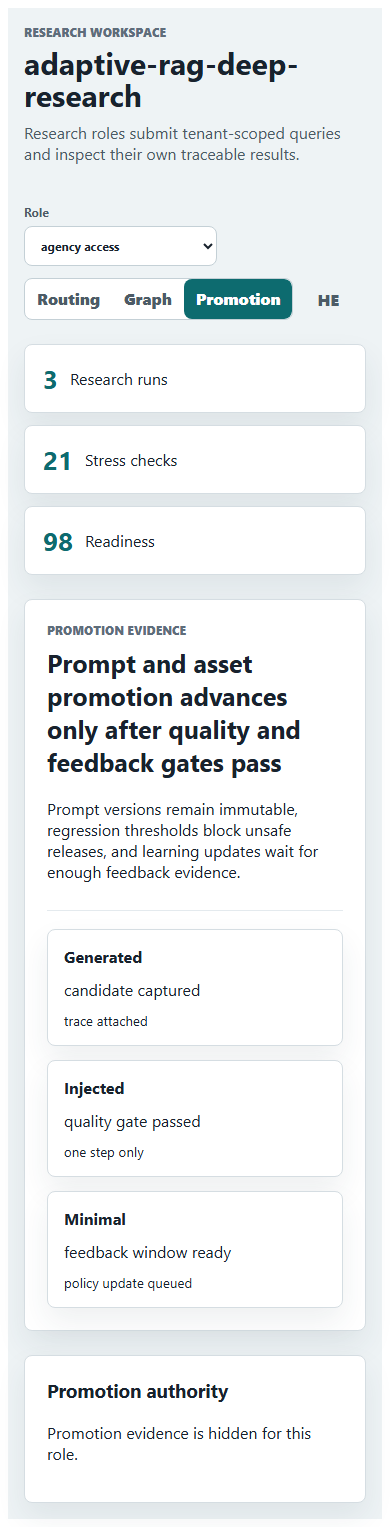 RESEARCH WORKSPACE
adaptive-rag-deep-
research
Research roles submit tenant-scoped queries
and inspect their own traceable results.
Role
agency access
Routing Graph Promotion HE
3 Research runs
21 Stress checks
98 Readiness
PROMOTION EVIDENCE
Prompt and asset
promotion advances
only after quality and
feedback gates pass
Prompt versions remain immutable,
regression thresholds block unsafe
releases, and learning updates wait for
enough feedback evidence.
Generated
candidate captured
trace attached
Injected
quality gate passed
one step only
Minimal
feedback window ready
policy update queued
Promotion authority
Promotion evidence is hidden for this
role.